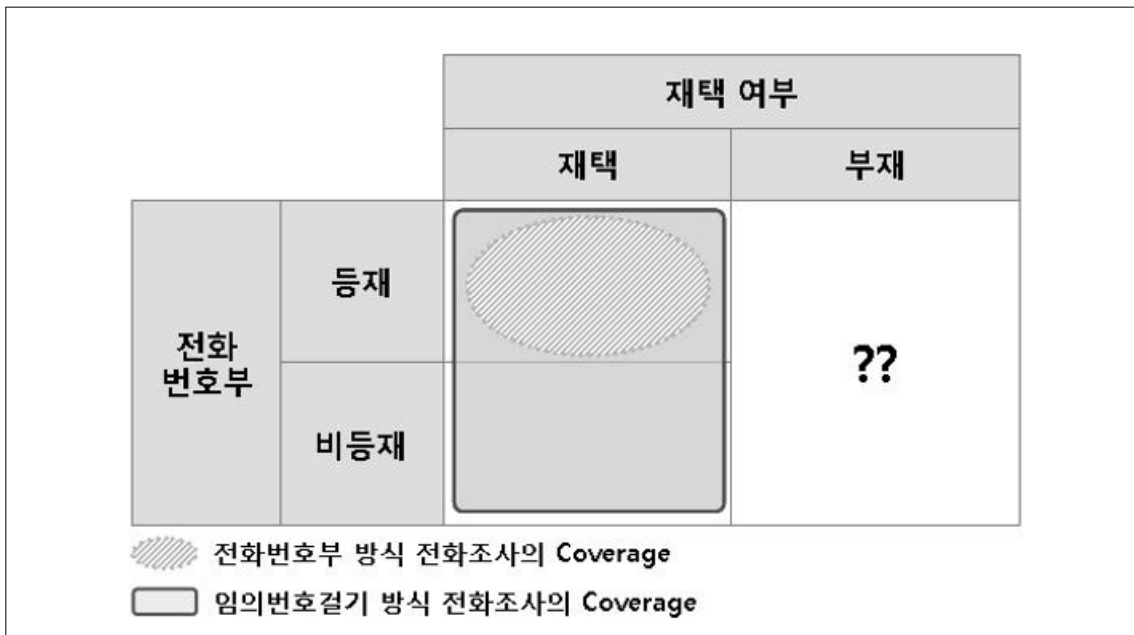 재택 여부
재택
부재
전화
번호부
등재
비등재
??
전화번호부 방식 전화조사의 Coverage
임의번호걸기 방식 전화조사의 Coverage